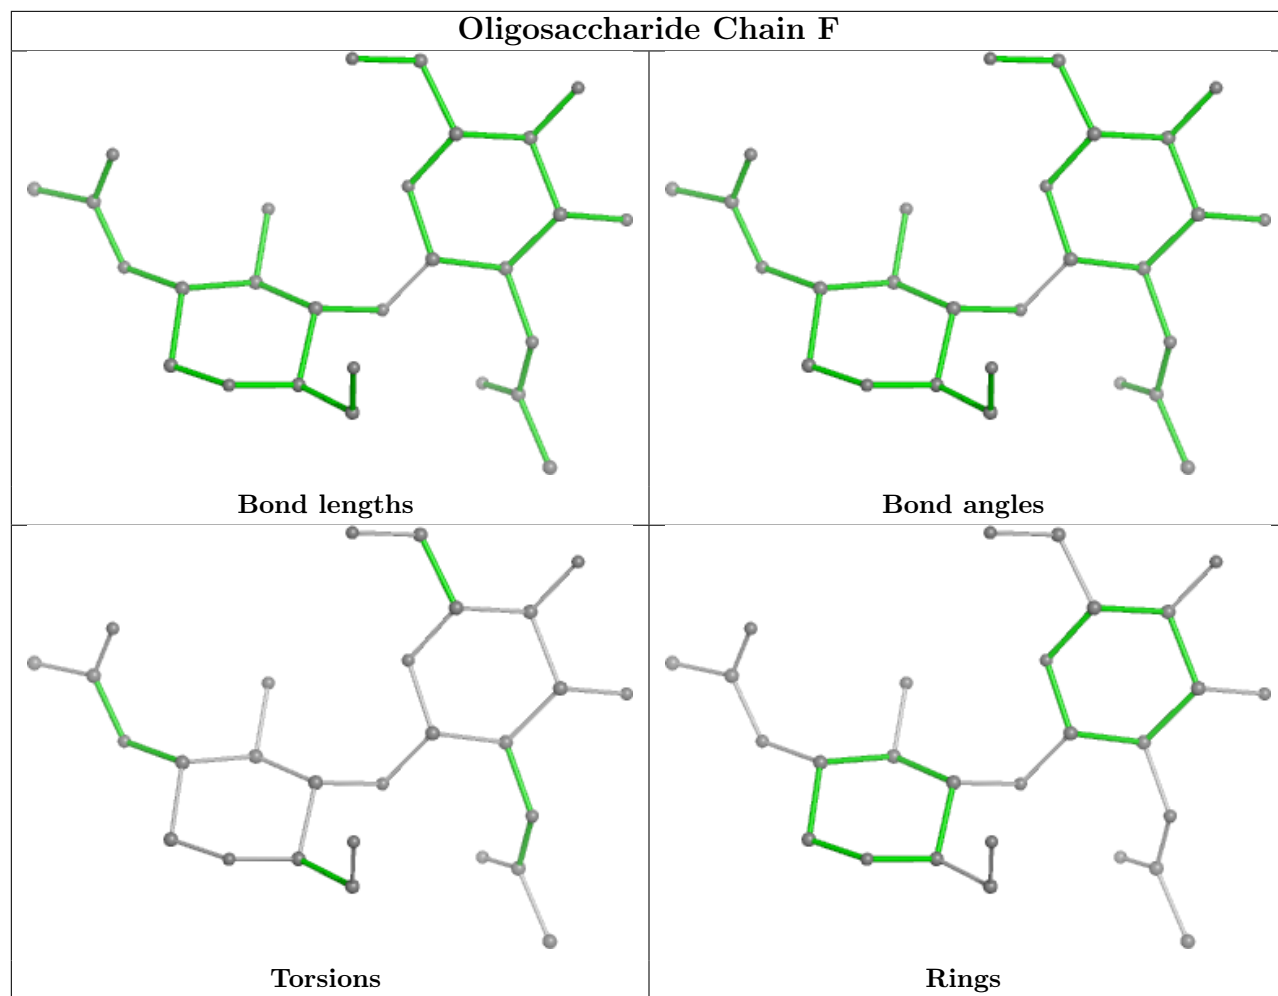 Oligosaccharide Chain F
Bond lengths
Bond angles
Torsions
Rings